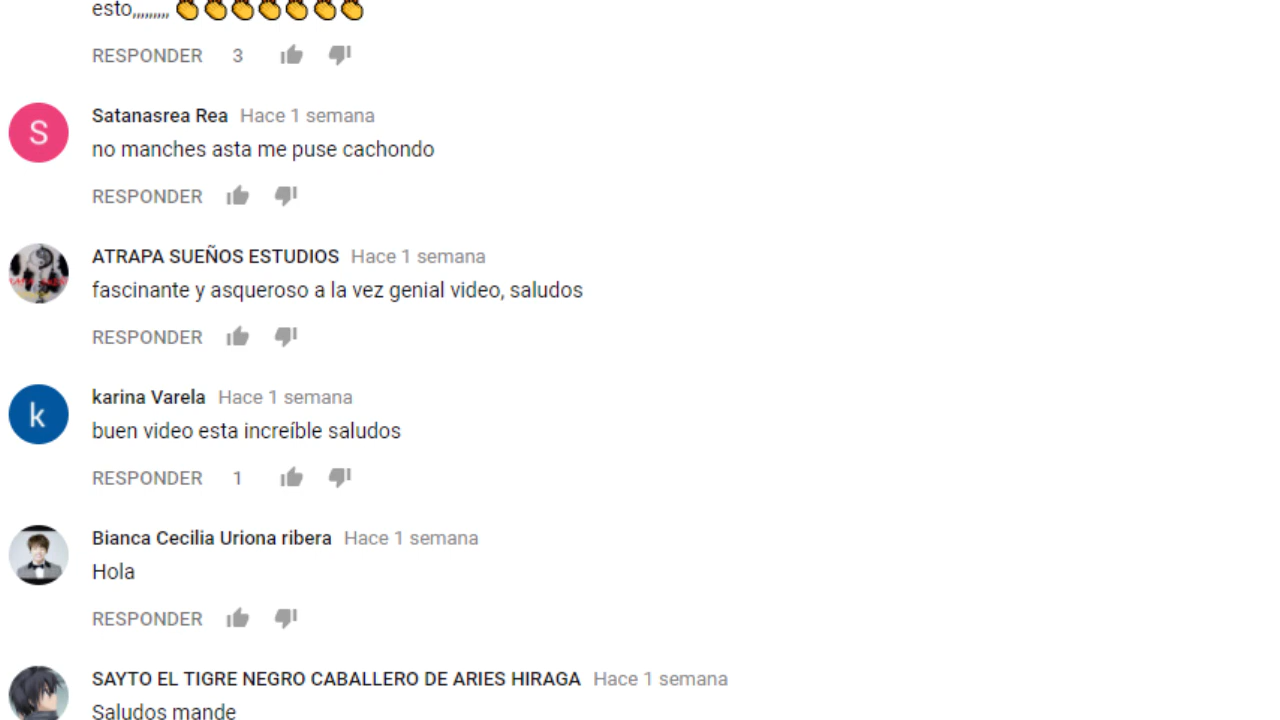 esto,,,,,,,,, 👏👏👏👏👏👏👏
RESPONDER 3
S
Satanasrea Rea Hace 1 semana
no manches asta me puse cachondo
RESPONDER
ATRAPA SUEÑOS ESTUDIOS Hace 1 semana
fascinante y asqueroso a la vez genial video, saludos
RESPONDER
k
karina Varela Hace 1 semana
buen video esta increíble saludos
RESPONDER 1
Bianca Cecilia Uriona ribera Hace 1 semana
Hola
RESPONDER
SAYTO EL TIGRE NEGRO CABALLERO DE ARIES HIRAGA Hace 1 semana
Saludos mande